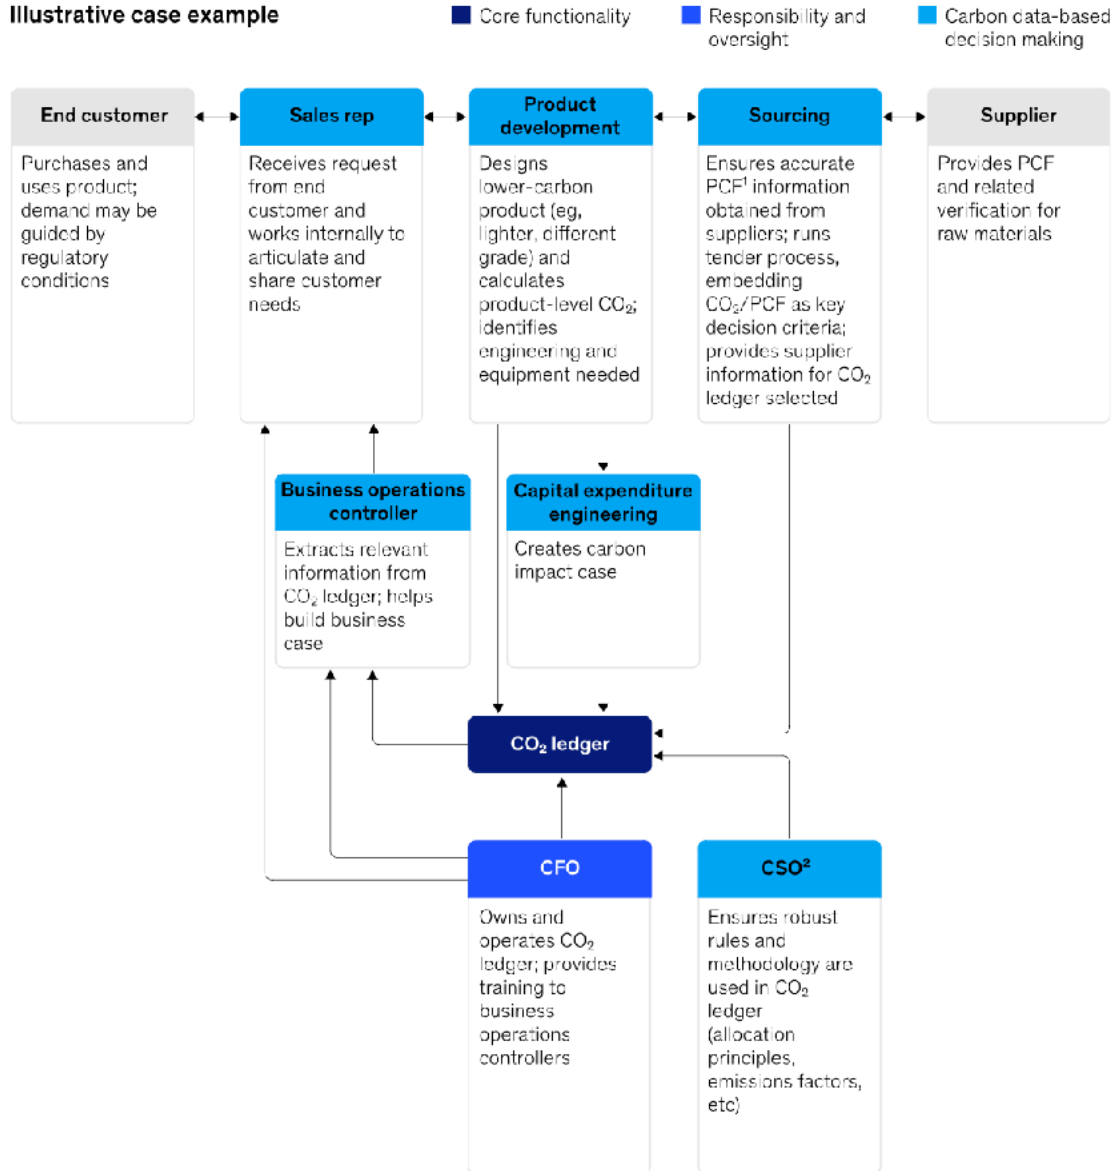 Illustrative case example
Core functionality
Responsibility and
oversight
Carbon data-based
decision making
End customer
Purchases and
uses product;
demand may be
guided by
regulatory
conditions
Sales rep
Receives request
from end
customer and
works internally to
articulate and
share customer
needs
Product
development
Designs
lower-carbon
product (eg,
lighter, different
grade) and
calculates
product-level CO₂;
identifies
engineering and
equipment needed
Sourcing
Ensures accurate
PCF¹ information
obtained from
suppliers; runs
tender process,
embedding
CO₂/PCF as key
decision criteria;
provides supplier
information for CO₂
ledger selected
Supplier
Provides PCF
and related
verification for
raw materials
Business operations
controller
Extracts relevant
information from
CO₂ ledger; helps
build business
case
Capital expenditure
engineering
Creates carbon
impact case
CO₂ ledger
CFO
Owns and
operates CO₂
ledger; provides
training to
business
operations
controllers
CSO²
Ensures robust
rules and
methodology are
used in CO₂
ledger
(allocation
principles,
emissions factors,
etc)